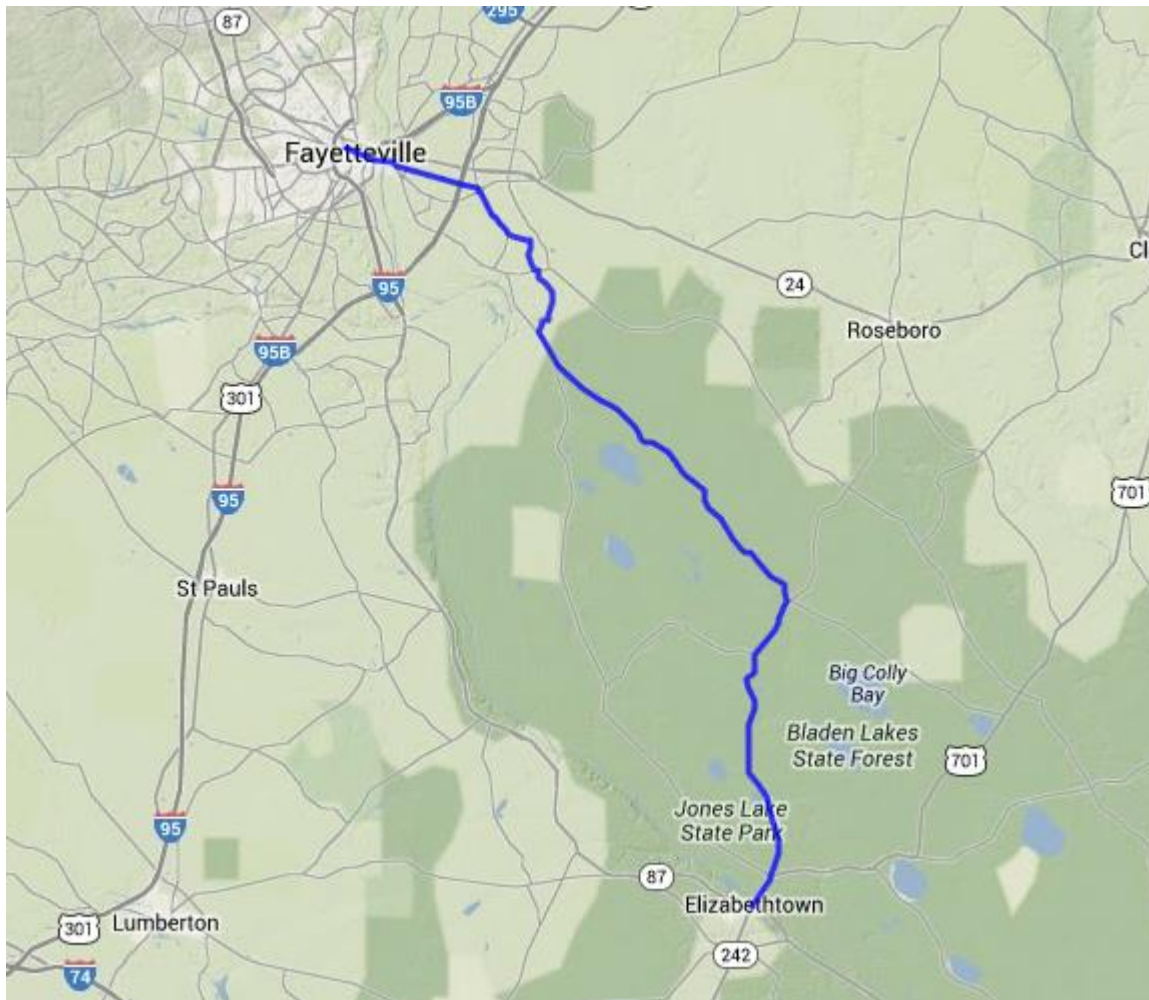 87
295
95B
Fayetteville
24
95
Roseboro
95B
301
701
95
St Pauls
Big Colly
Bay
Bladen Lakes
State Forest
701
Jones Lake
State Park
95
87
Elizabethtown
Lumberton
301
242
74
Cl